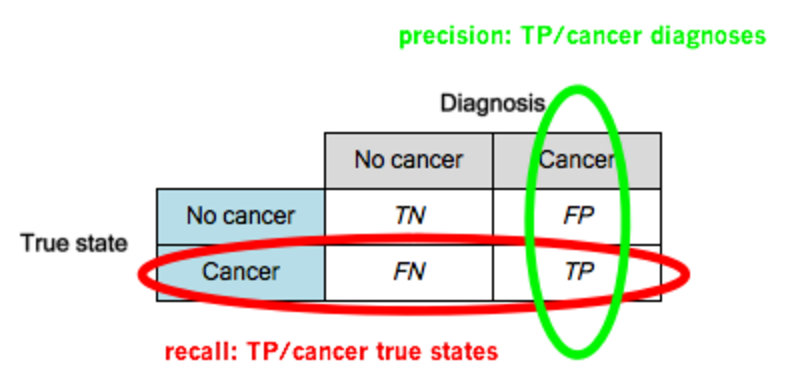 precision: TP/cancer diagnoses
Diagnosis
No cancer Cancer
No cancer TN FP
True state
Cancer FN TP
recall: TP/cancer true states